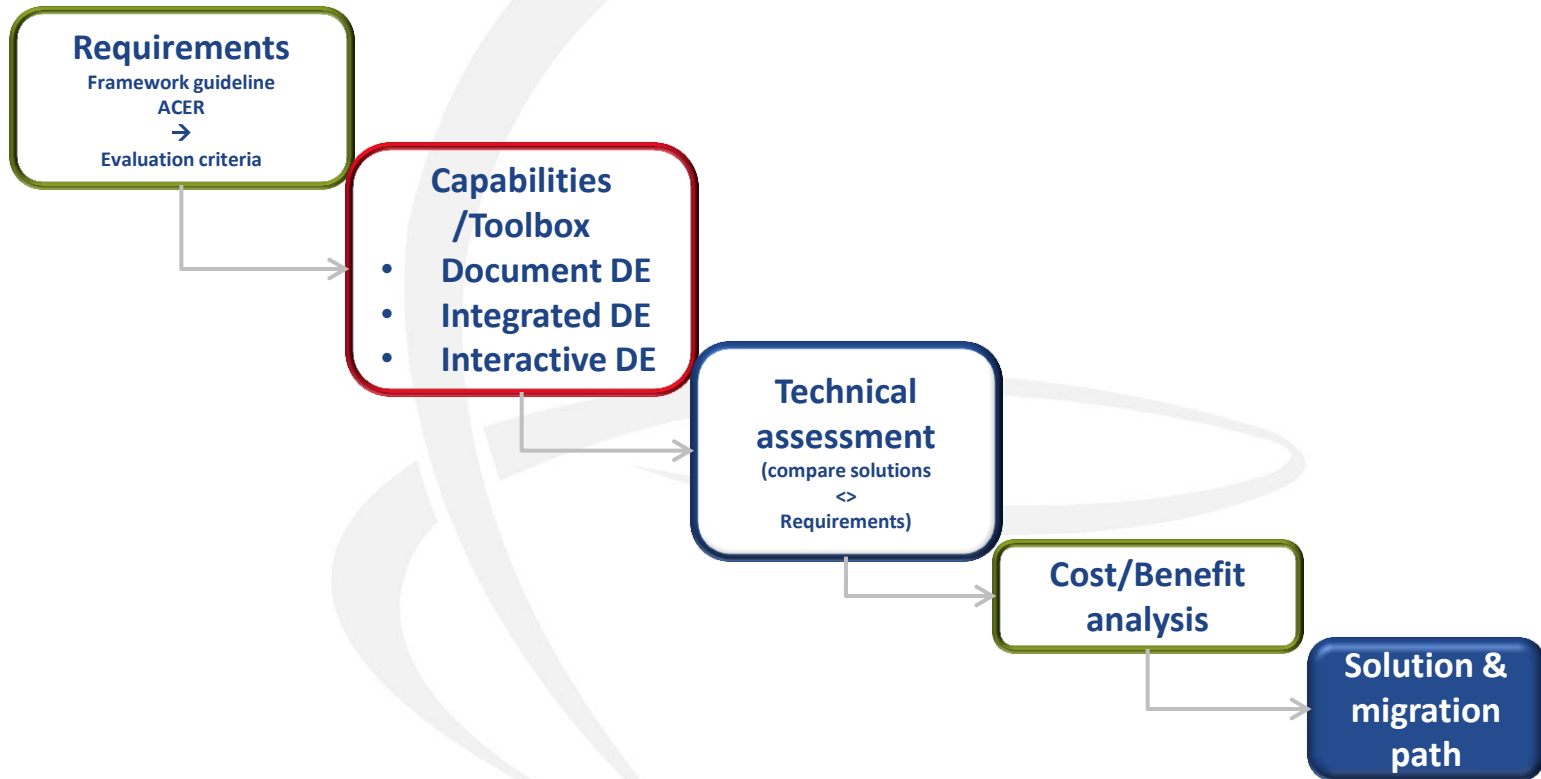 Requirements
Framework guideline
ACER
→
Evaluation criteria
Capabilities
/Toolbox
• Document DE
• Integrated DE
• Interactive DE
Technical
assessment
(compare solutions
<>
Requirements)
Cost/Benefit
analysis
Solution &
migration
path